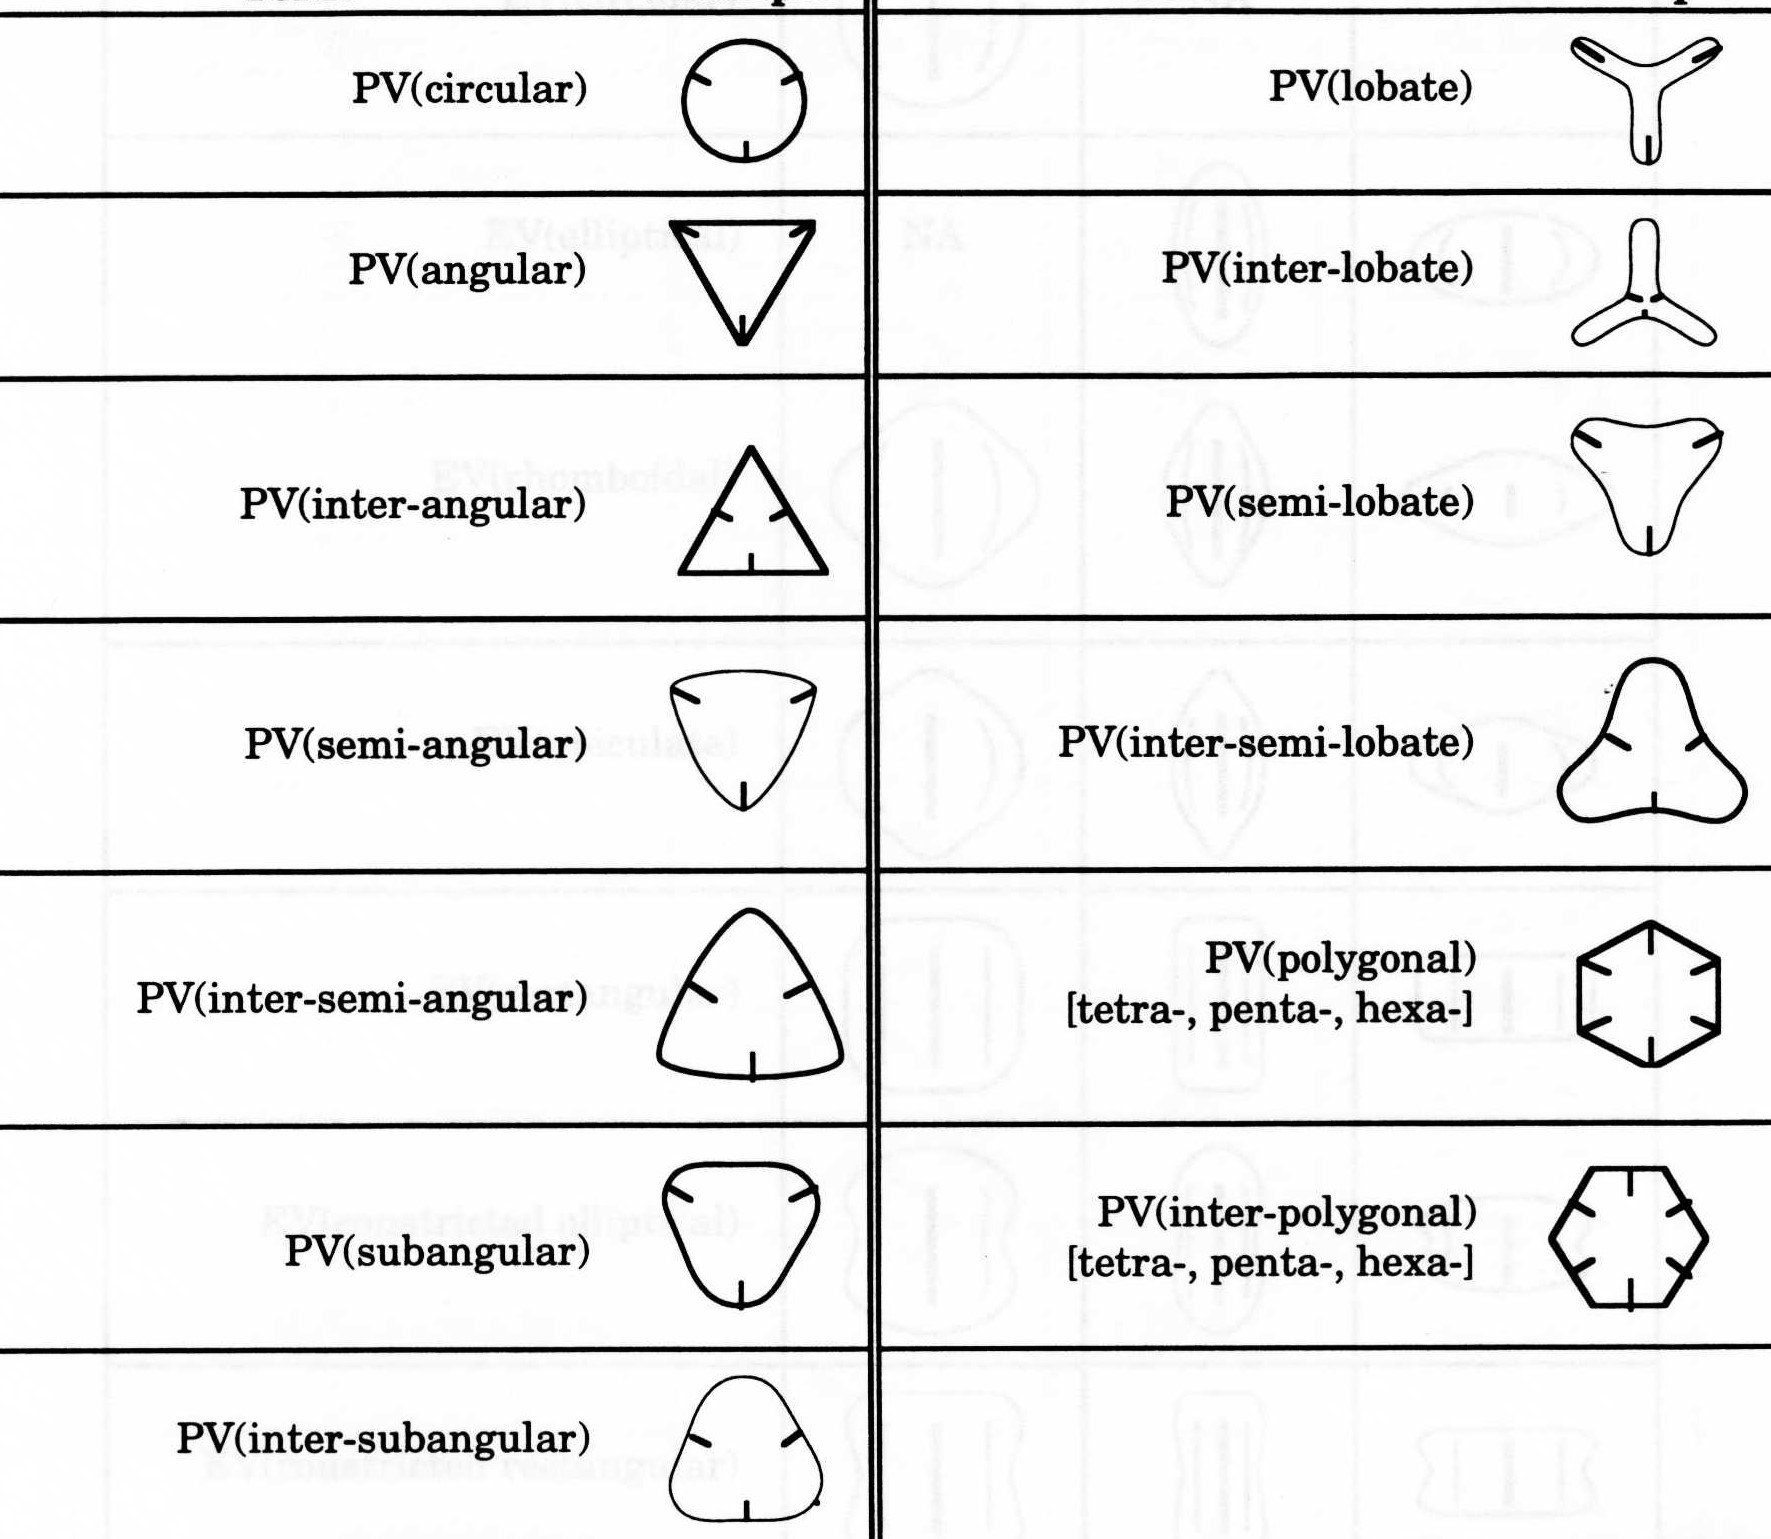 PV(circular)
PV(angular)
PV(inter-angular)
PV(semi-angular)
PV(inter-semi-angular)
PV(subangular)
PV(inter-subangular)
PV(lobate)
PV(inter-lobate)
PV(semi-lobate)
PV(inter-semi-lobate)
PV(polygonal)
[tetra-, penta-, hexa-]
PV(inter-polygonal)
[tetra-, penta-, hexa-]
NA